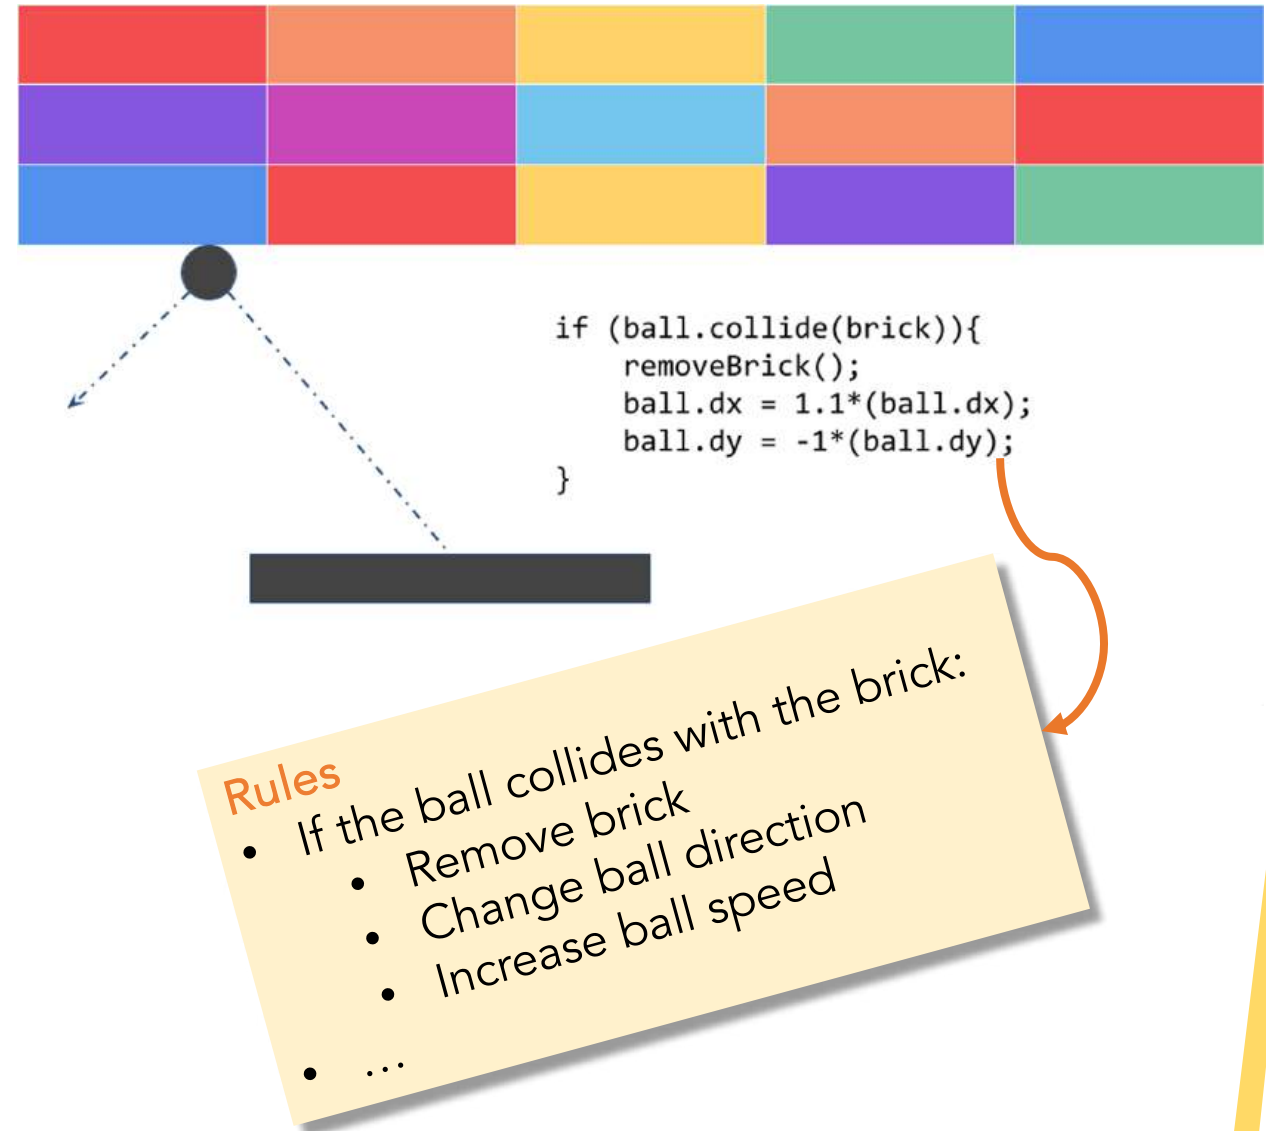 if (ball.collide(brick)){
    removeBrick();
    ball.dx = 1.1*(ball.dx);
    ball.dy = -1*(ball.dy);
}
Rules
• If the ball collides with the brick:
• Remove brick
• Change ball direction
• Increase ball speed
• ...